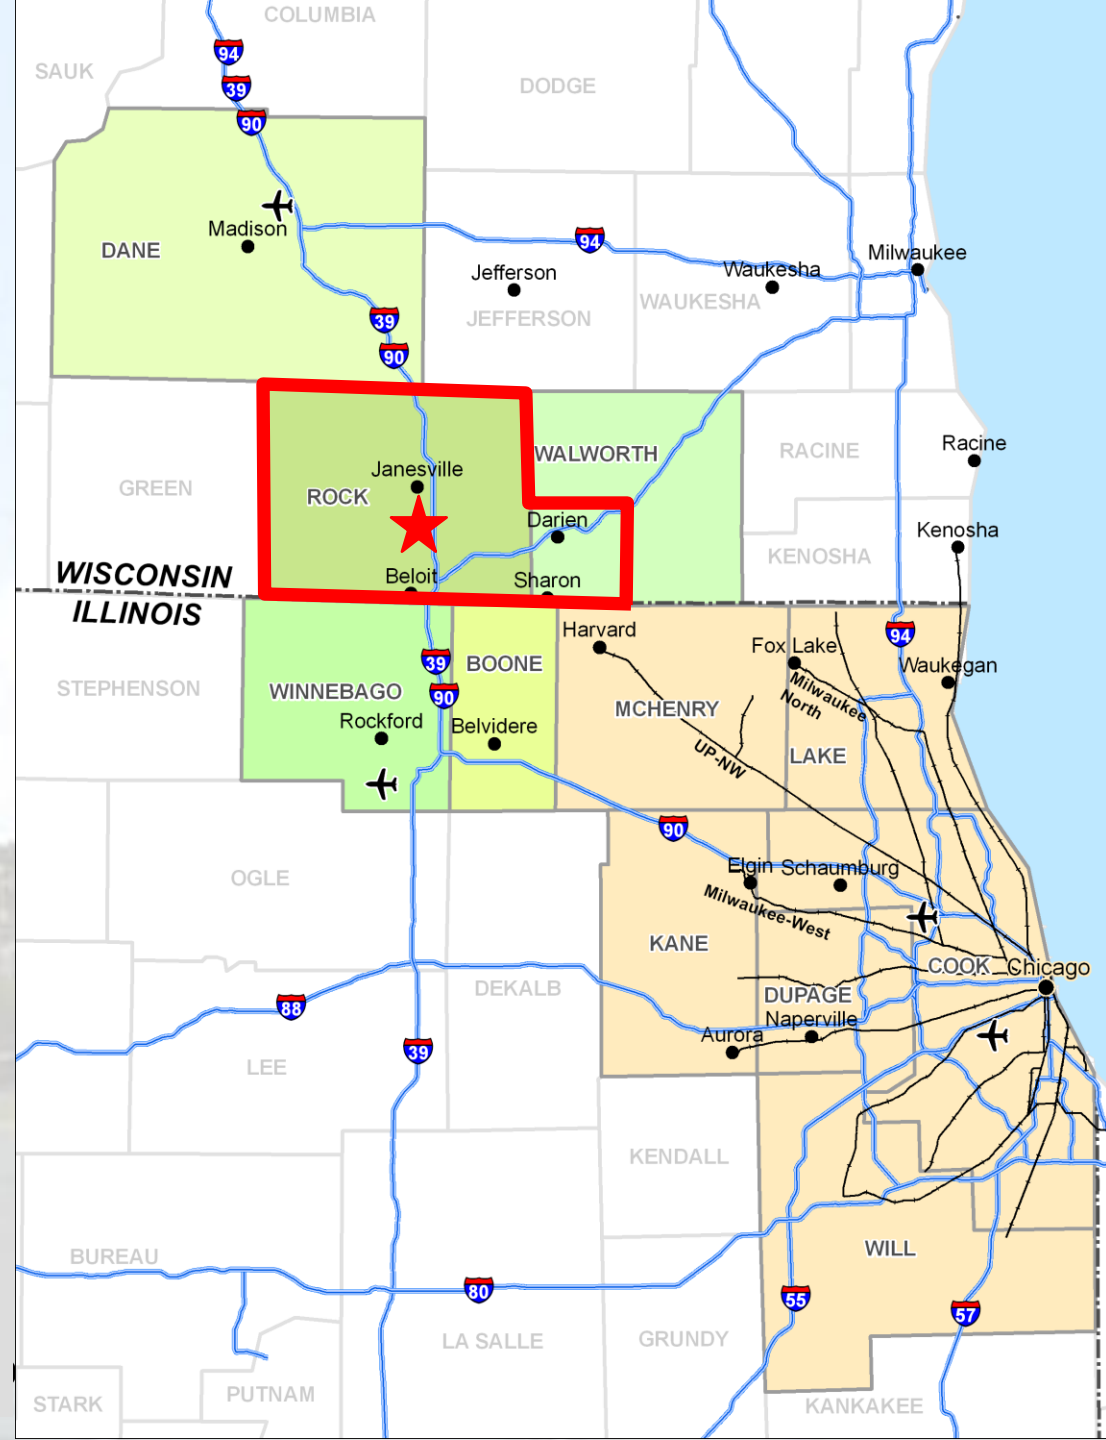 COLUMBIA
94
SAUK
39
DODGE
90
Madison
DANE
94
Milwaukee
Jefferson
Waukesha
WAUKESHA
JEFFERSON
39
90
WALWORTH
Racine
RACINE
Janesville
GREEN
ROCK
Darien
Kenosha
KENOSHA
WISCONSIN
Beloit
Sharon
ILLINOIS
Harvard
94
Fox Lake
39
BOONE
Waukegan
STEPHENSON
WINNEBAGO
90
Milwaukee
North
MCHENRY
Rockford
Belvidere
UP-NW
LAKE
90
Elgin
Schaumburg
OGLE
Milwaukee-West
KANE
COOK
Chicago
DEKALB
DUPAGE
88
Naperville
Aurora
39
LEE
KENDALL
WILL
BUREAU
80
55
57
LA SALLE
GRUNDY
PUTNAM
STARK
KANKAKEE